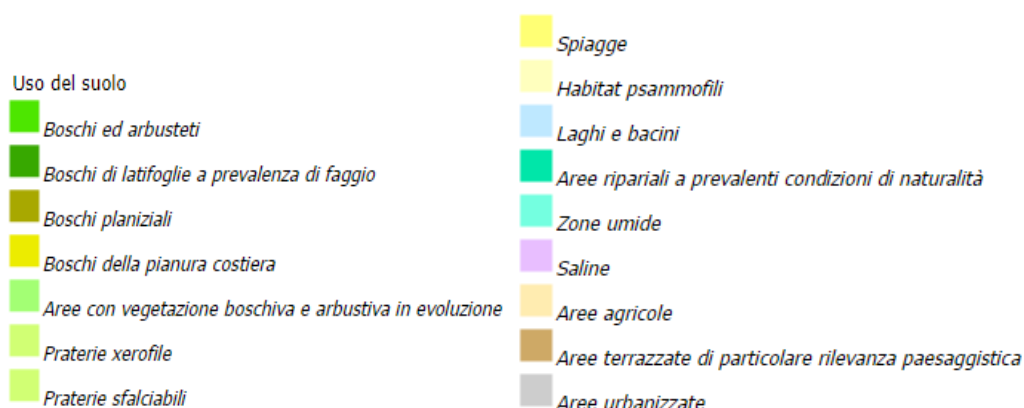 Uso del suolo
Boschi ed arbusteti
Boschi di latifoglie a prevalenza di faggio
Boschi planiziali
Boschi della pianura costiera
Aree con vegetazione boschiva e arbustiva in evoluzione
Praterie xerofile
Praterie sfalciabili
Spiagge
Habitat psammofili
Laghi e bacini
Aree ripariali a prevalenti condizioni di naturalità
Zone umide
Saline
Aree agricole
Aree terrazzate di particolare rilevanza paesaggistica
Aree urbanizzate